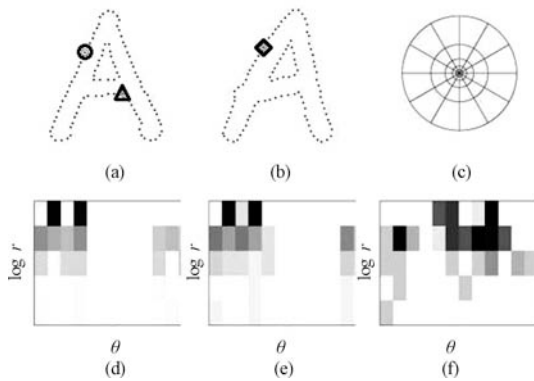 (a) (b) (c)
log r log r log r
θ θ θ
(d) (e) (f)